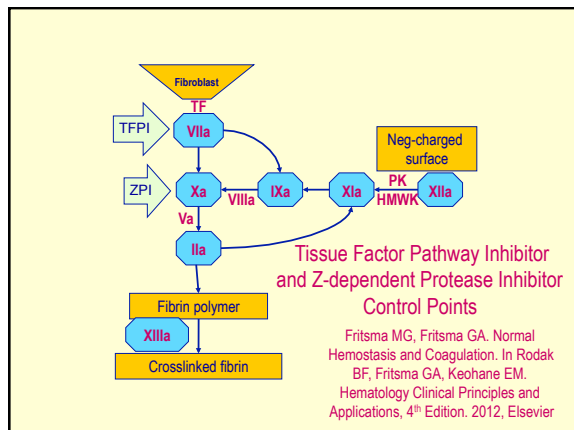 Fibroblast
TF
TFPI
VIIa
Neg-charged
surface
ZPI
Xa
VIIIa
IXa
XIa
PK
HMWK
XIIa
Va
IIa
Tissue Factor Pathway Inhibitor
and Z-dependent Protease Inhibitor
Control Points
Fibrin polymer
XIIIa
Crosslinked fibrin
Fritsma MG, Fritsma GA. Normal
Hemostasis and Coagulation. In Rodak
BF, Fritsma GA, Keohane EM.
Hematology Clinical Principles and
Applications, 4th Edition. 2012, Elsevier